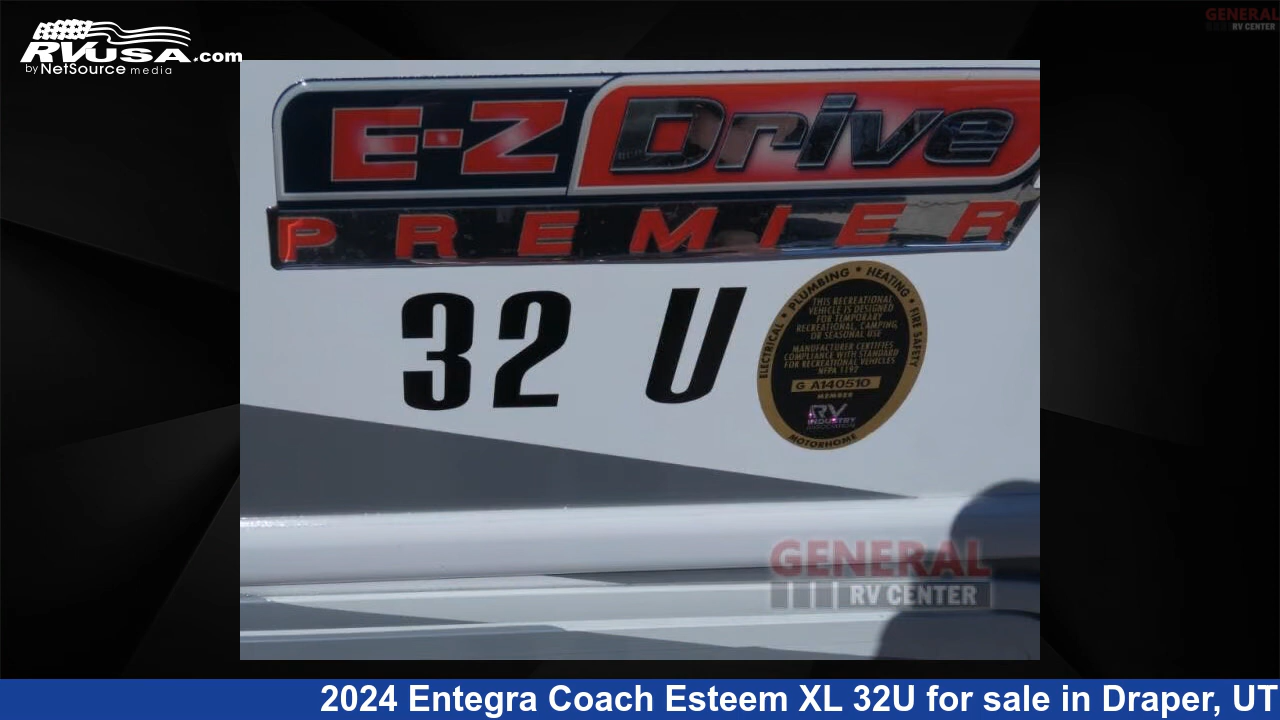 RVUSA.com
by NetSource media
GENERAL
RV CENTER
E-Z Drive
PREMIER
32 U
ELECTRICAL • PLUMBING • HEATING • FIRE SAFETY
THIS RECREATIONAL
VEHICLE IS DESIGNED
FOR TEMPORARY
RECREATIONAL, CAMPING,
OR SEASONAL USE
MANUFACTURER CERTIFIES
COMPLIANCE WITH STANDARD
FOR RECREATIONAL VEHICLES
NFPA 1192
G A140510
MEMBER
RV
INDUSTRY
ASSOCIATION
MOTORHOME
GENERAL
RV CENTER
2024 Entegra Coach Esteem XL 32U for sale in Draper, UT